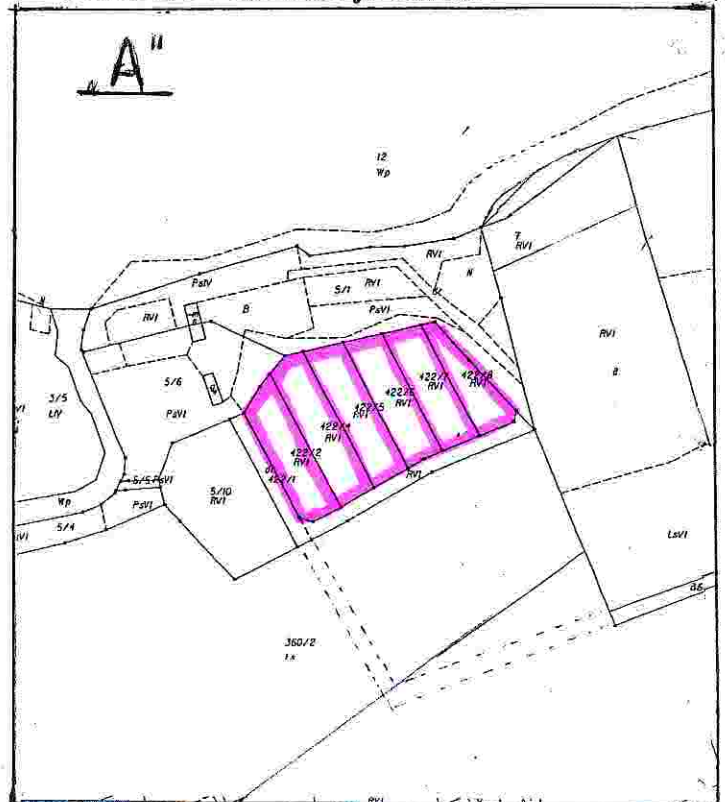 "A"
N
12
Wp
7
RVI
RVI
N
PsIV
5/7
RVI
RVI
B
PsVI
RVI
8
5/6
PsVI
3/5
422/8
422/7
RVI
422/6
RVI
422/5
RVI
422/4
RVI
422/2
RVI
422/1
RVI
5/10
RVI
5/5 PsVI
PsVI
Wp
5/4
LsVI
360/2
Ls
RVI